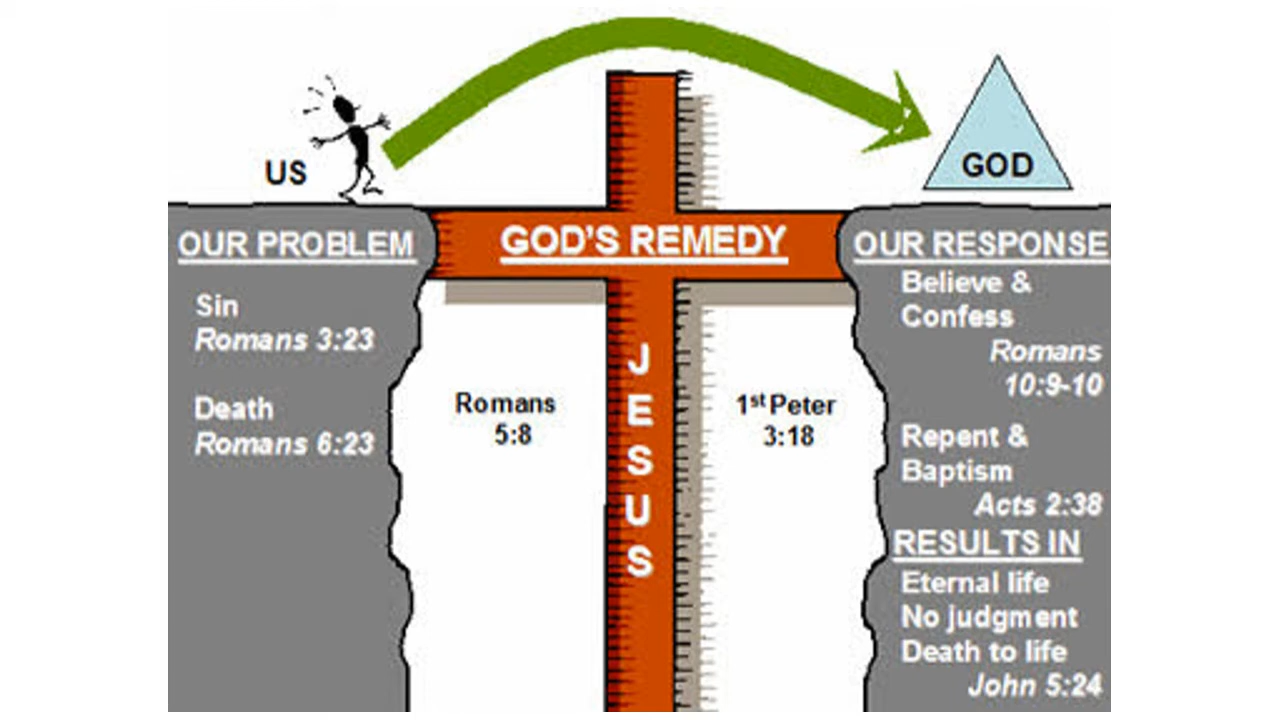 US
GOD
OUR PROBLEM
Sin
Romans 3:23
Death
Romans 6:23
GOD'S REMEDY
JESUS
Romans
5:8
1st Peter
3:18
OUR RESPONSE
Believe &
Confess
Romans
10:9-10
Repent &
Baptism
Acts 2:38
RESULTS IN
Eternal life
No judgment
Death to life
John 5:24